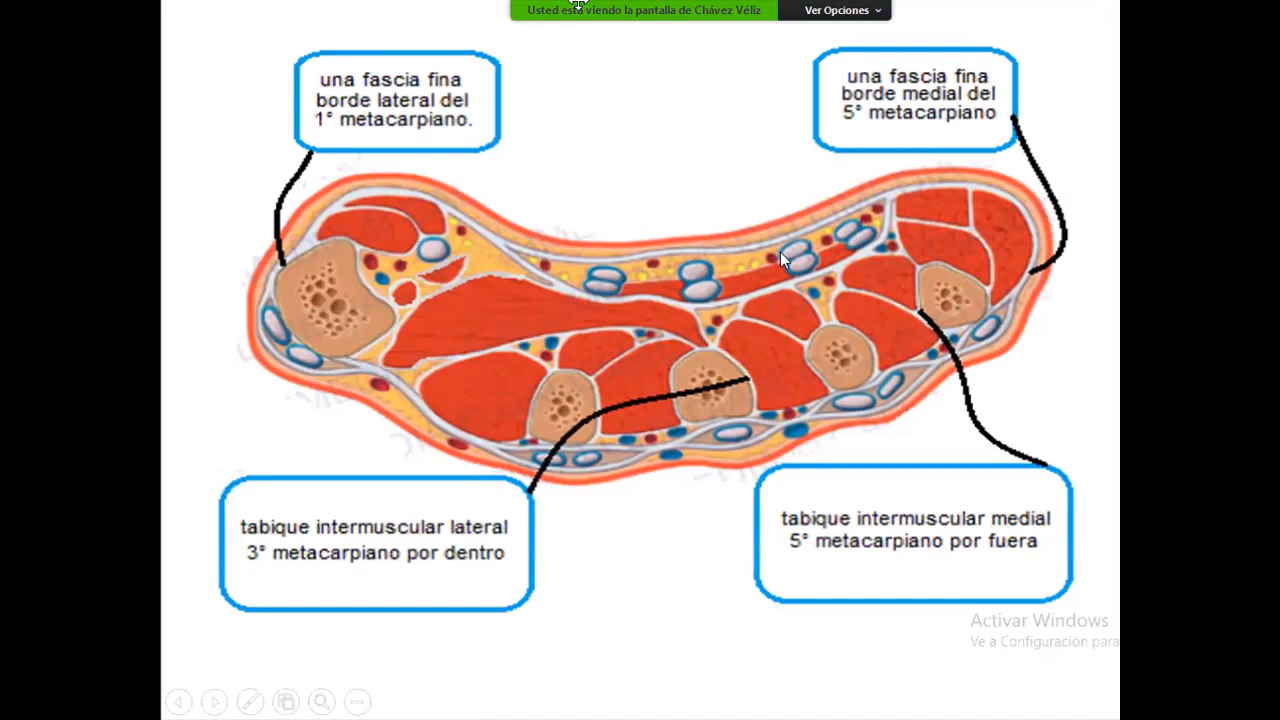 Usted está viendo la pantalla de Chávez Véliz
Ver Opciones
una fascia fina
borde lateral del
1° metacarpiano.
una fascia fina
borde medial del
5° metacarpiano
tabique intermuscular lateral
3° metacarpiano por dentro
tabique intermuscular medial
5° metacarpiano por fuera
Activar Windows
Ve a Configuración para